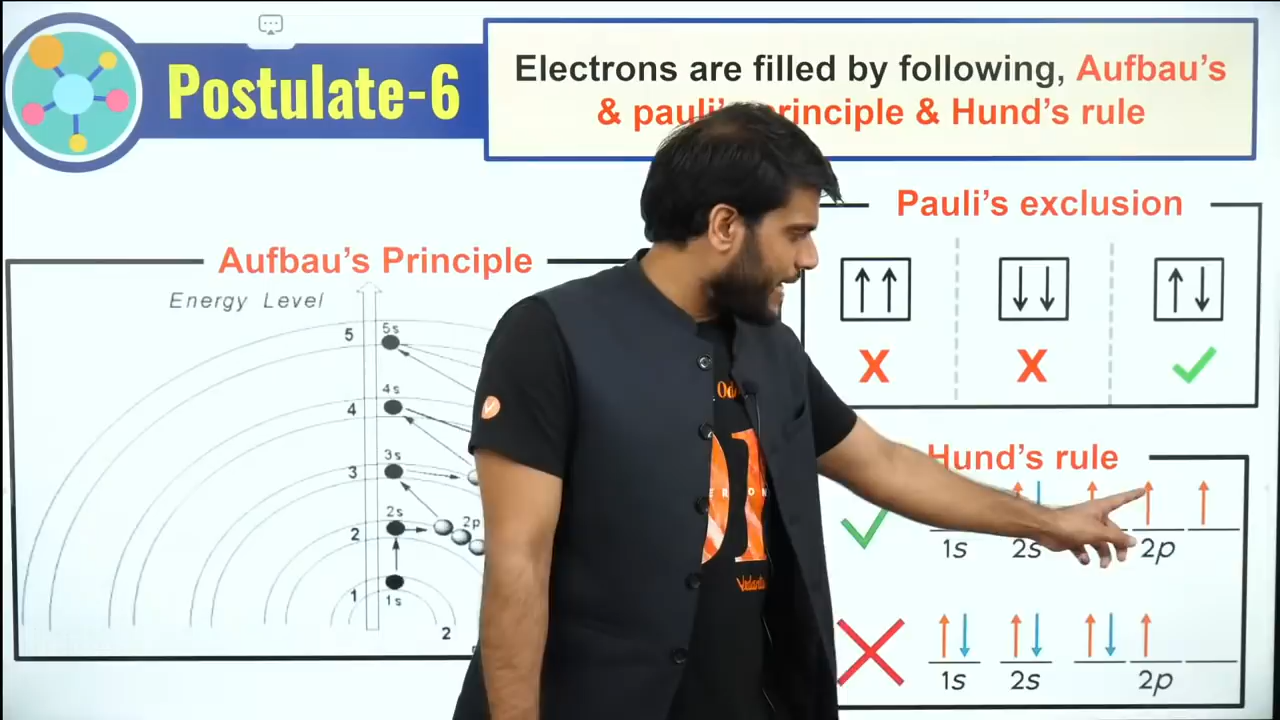 Postulate-6
Electrons are filled by following, Aufbau's
& principle & Hund's rule
Aufbau's Principle
Energy Level
5
5s
4
4s
3
3s
2
2s
2p
1
1s
2
Pauli's exclusion
X X
Hund's rule
1s 2s 2p
1s 2s 2p